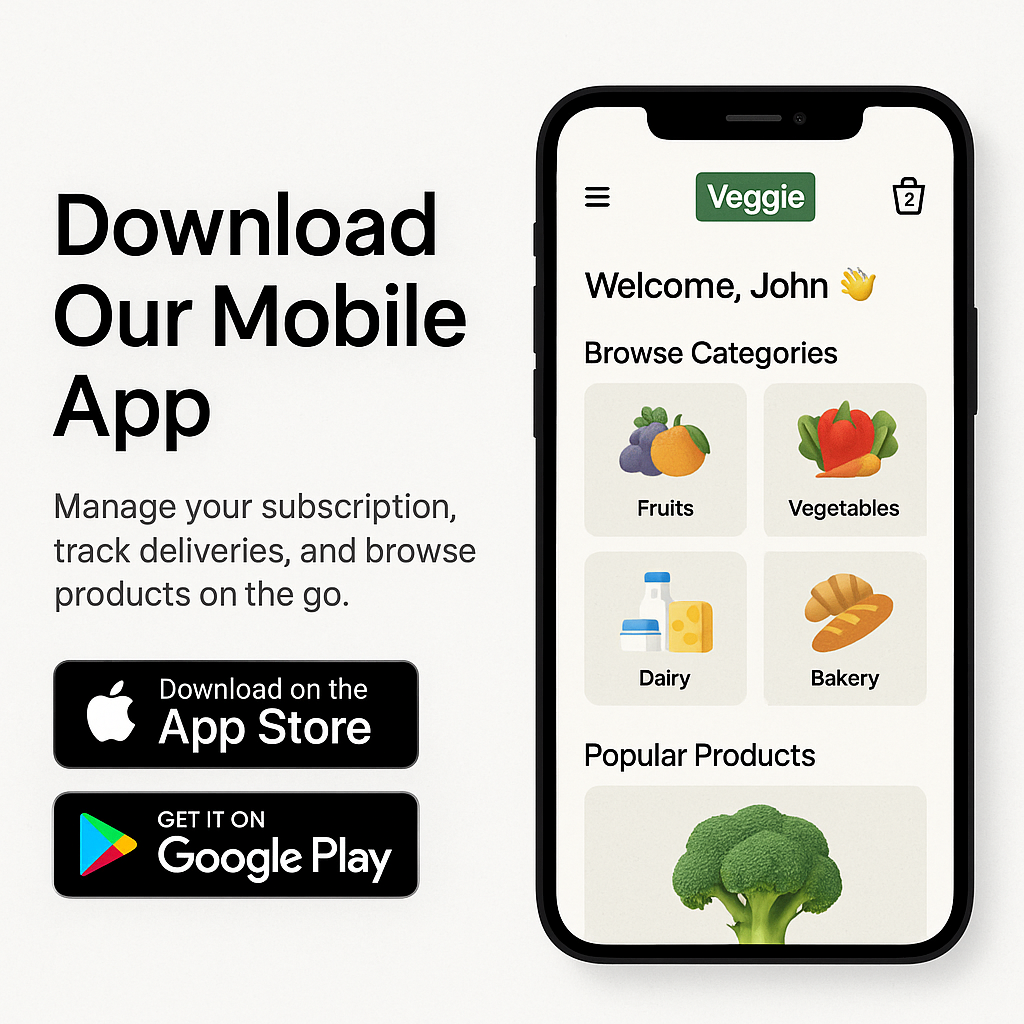 Download
Our Mobile
App
Manage your subscription,
track deliveries, and browse
products on the go.
Download on the
App Store
GET IT ON
Google Play
Veggie
2
Welcome, John 👋
Browse Categories
Fruits
Vegetables
Dairy
Bakery
Popular Products